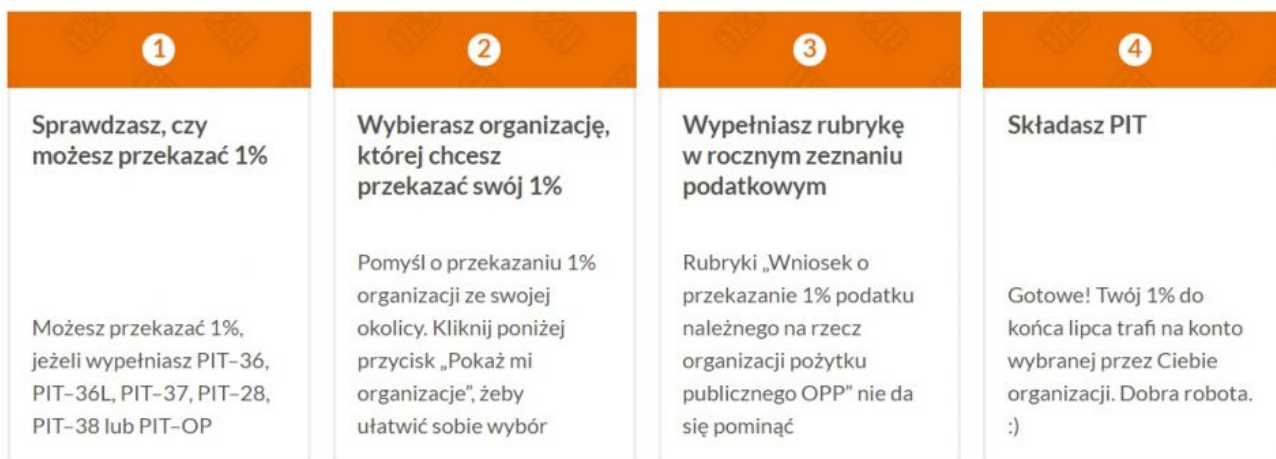 1
Sprawdzasz, czy
możesz przekazać 1%
Możesz przekazać 1%,
jeżeli wypełniasz PIT–36,
PIT–36L, PIT–37, PIT–28,
PIT–38 lub PIT–OP
2
Wybierasz organizację,
której chcesz
przekazać swój 1%
Pomyśl o przekazaniu 1%
organizacji ze swojej
okolicy. Kliknij poniżej
przycisk „Pokaż mi
organizacje”, żeby
ułatwić sobie wybór
3
Wypełniasz rubrykę
w rocznym zeznaniu
podatkowym
Rubryki „Wniosek o
przekazanie 1% podatku
należnego na rzecz
organizacji pożytku
publicznego OPP” nie da
się pominąć
4
Składasz PIT
Gotowe! Twój 1% do
końca lipca trafi na konto
wybranej przez Ciebie
organizacji. Dobra robota.
:)